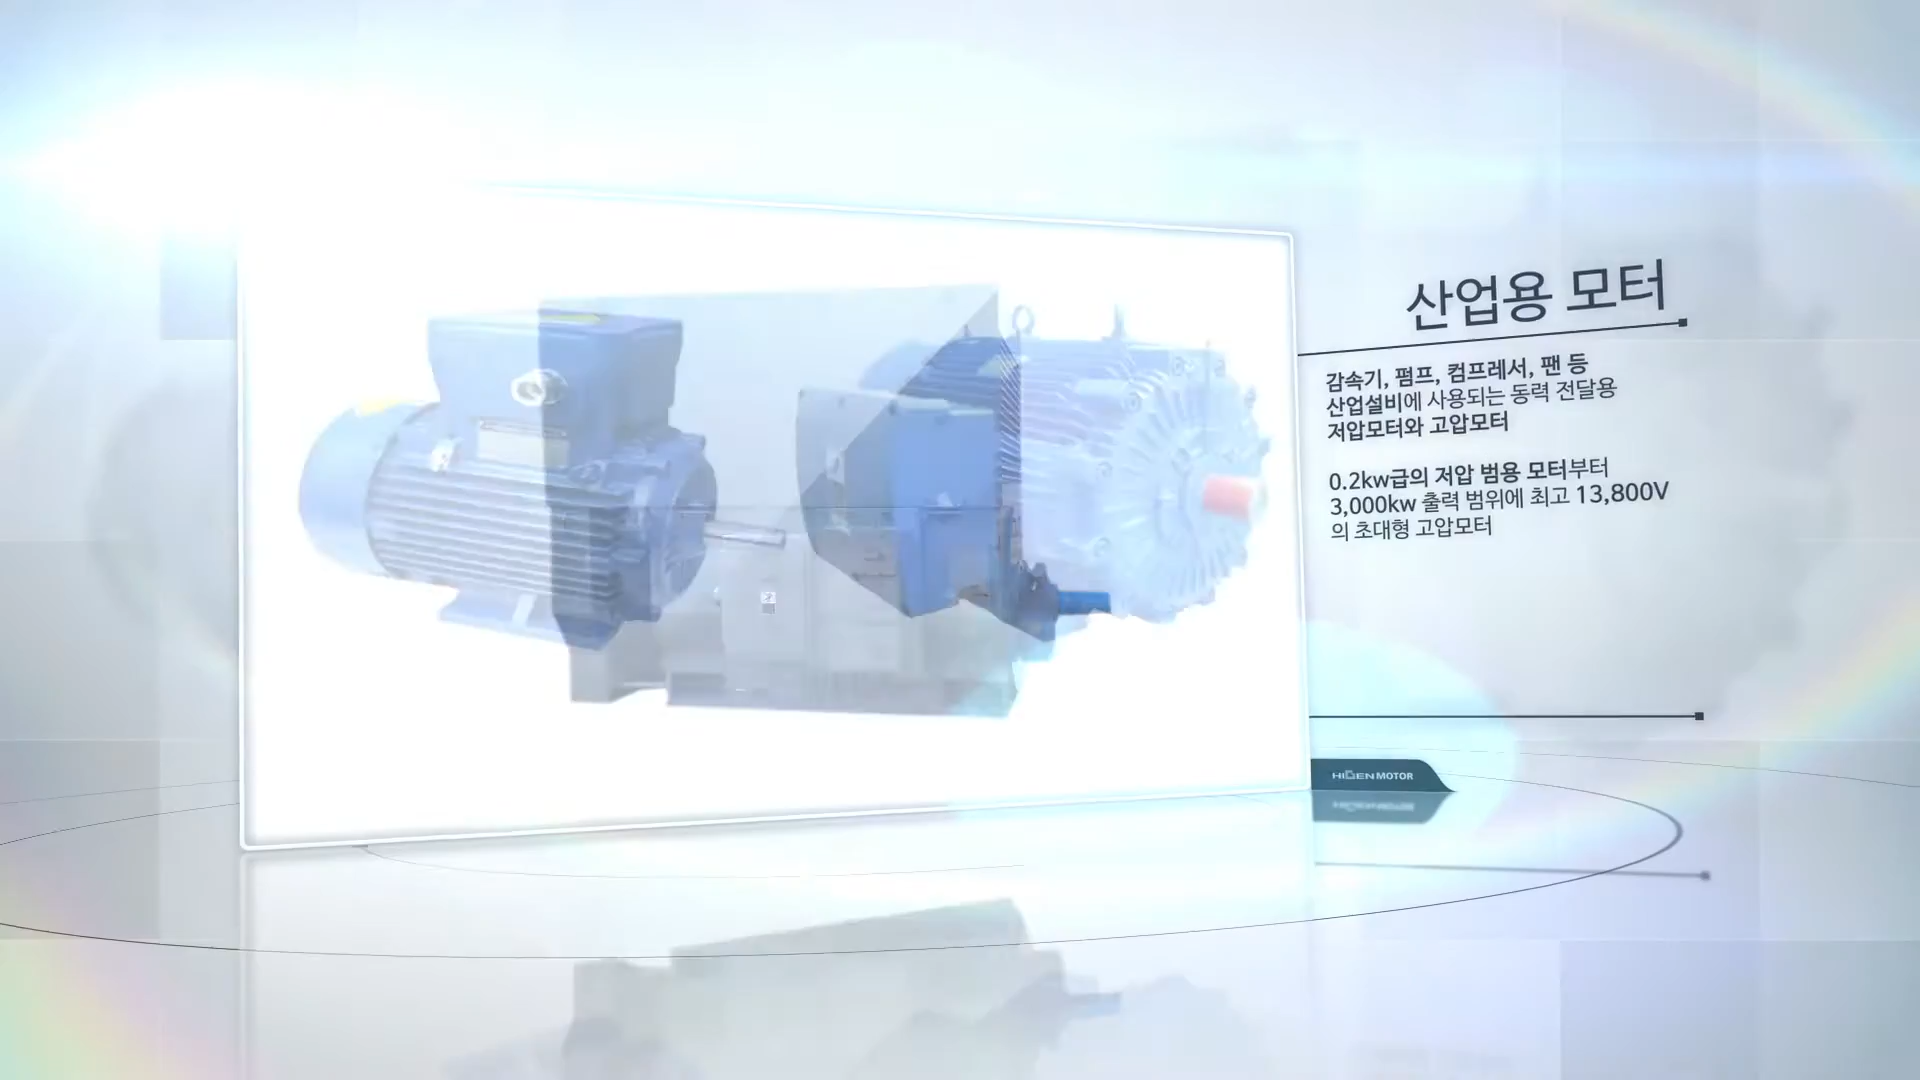 산업용 모터
감속기, 펌프, 컴프레서, 팬 등
산업설비에 사용되는 동력 전달용
저압모터와 고압모터
0.2kw급의 저압 범용 모터부터
3,000kw 출력 범위에 최고 13,800V
의 초대형 고압모터
HIGEN MOTOR